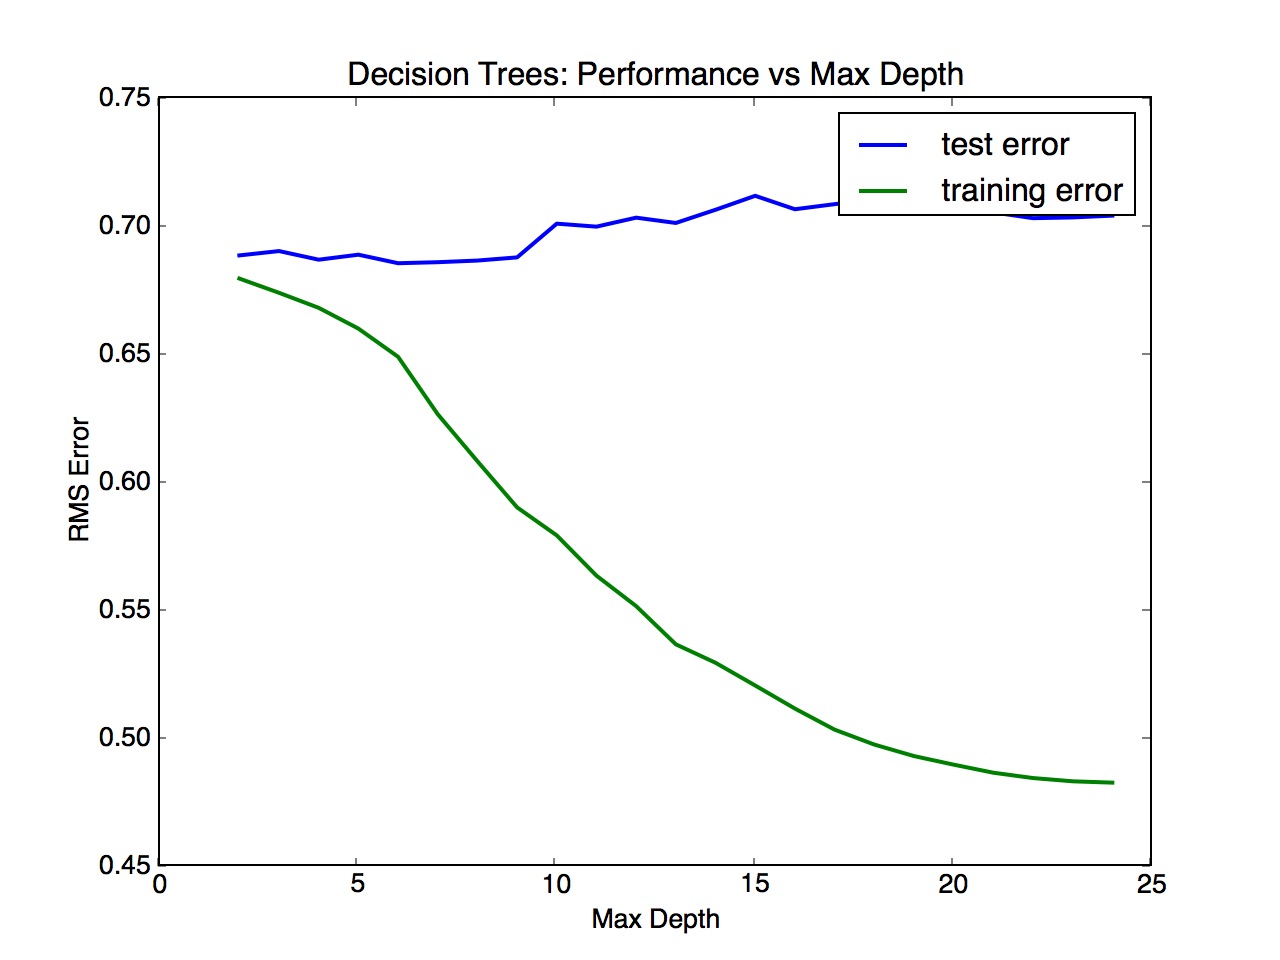 Decision Trees: Performance vs Max Depth
0.75
0.70
0.65
0.60
0.55
0.50
0.45
RMS Error
test error
training error
0 5 10 15 20 25
Max Depth